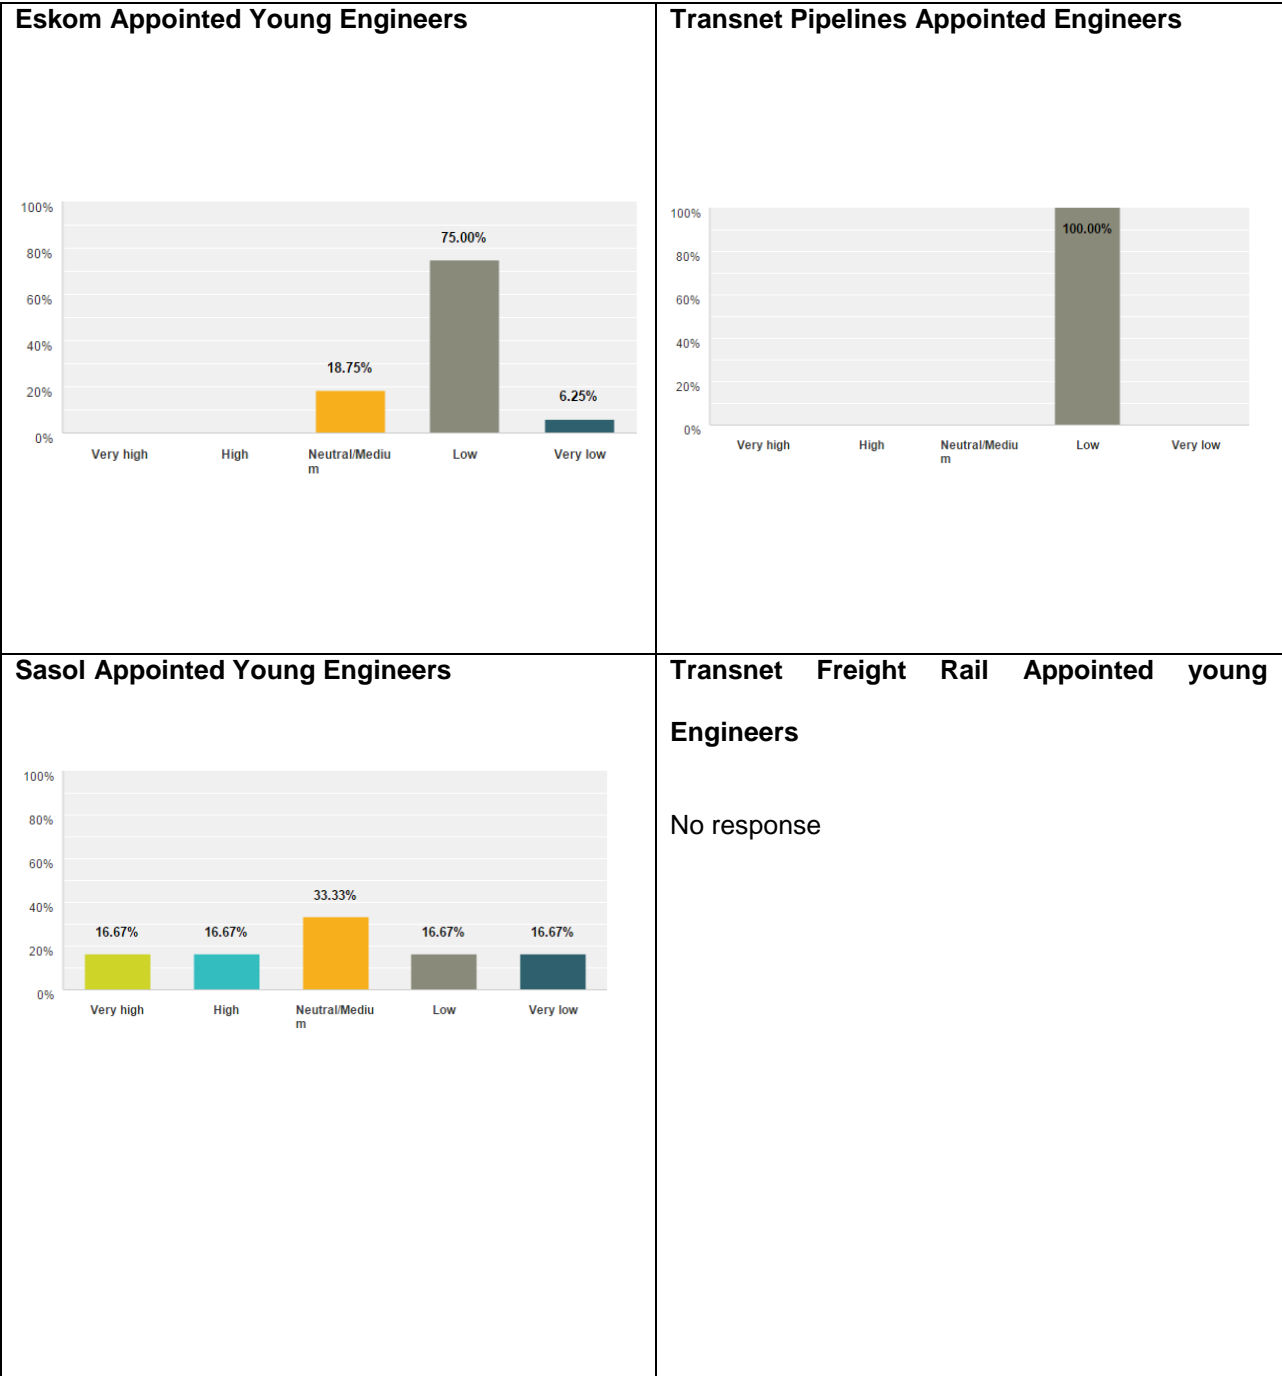 Eskom Appointed Young Engineers
100%
80%
60%
40%
20%
0%
18.75%
75.00%
6.25%
Very high
High
Neutral/Mediu
m
Low
Very low
Transnet Pipelines Appointed Engineers
100%
80%
60%
40%
20%
0%
100.00%
Very high
High
Neutral/Mediu
m
Low
Very low
Sasol Appointed Young Engineers
100%
80%
60%
40%
20%
0%
16.67%
16.67%
33.33%
16.67%
16.67%
Very high
High
Neutral/Mediu
m
Low
Very low
Transnet Freight Rail Appointed young
Engineers
No response